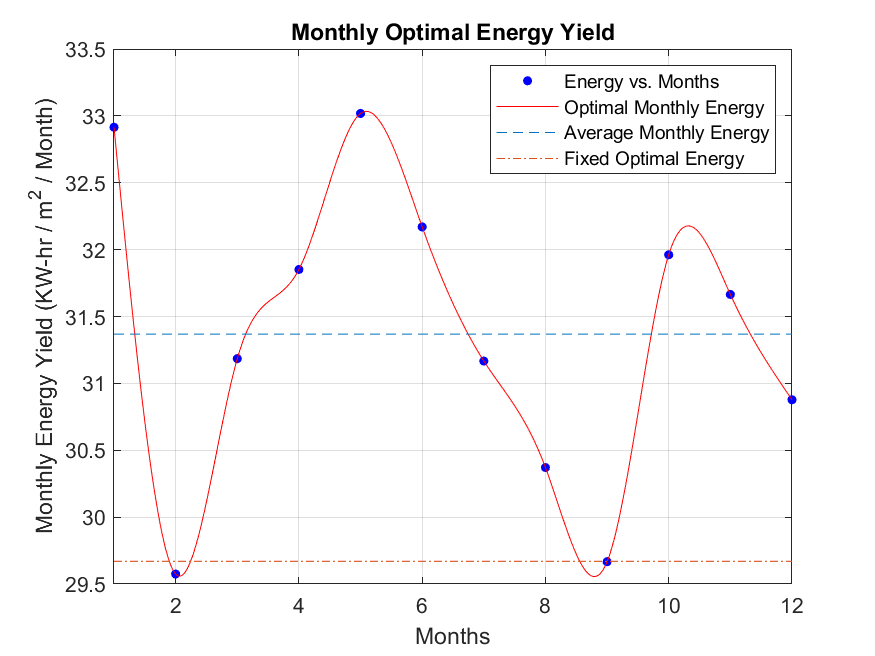 Monthly Optimal Energy Yield
33.5
33
32.5
32
31.5
31
30.5
30
29.5
Monthly Energy Yield (KW-hr / m² / Month)
Energy vs. Months
Optimal Monthly Energy
Average Monthly Energy
Fixed Optimal Energy
2 4 6 8 10 12
Months